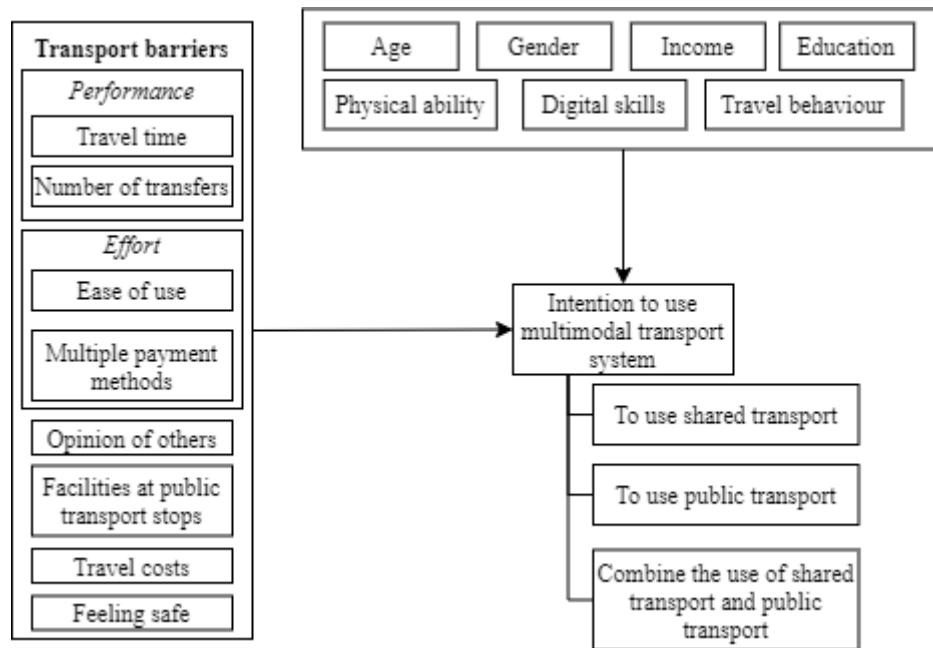 Transport barriers
Performance
Travel time
Number of transfers
Effort
Ease of use
Multiple payment
methods
Opinion of others
Facilities at public
transport stops
Travel costs
Feeling safe
Age
Gender
Income
Education
Physical ability
Digital skills
Travel behaviour
Intention to use
multimodal transport
system
To use shared transport
To use public transport
Combine the use of shared
transport and public
transport